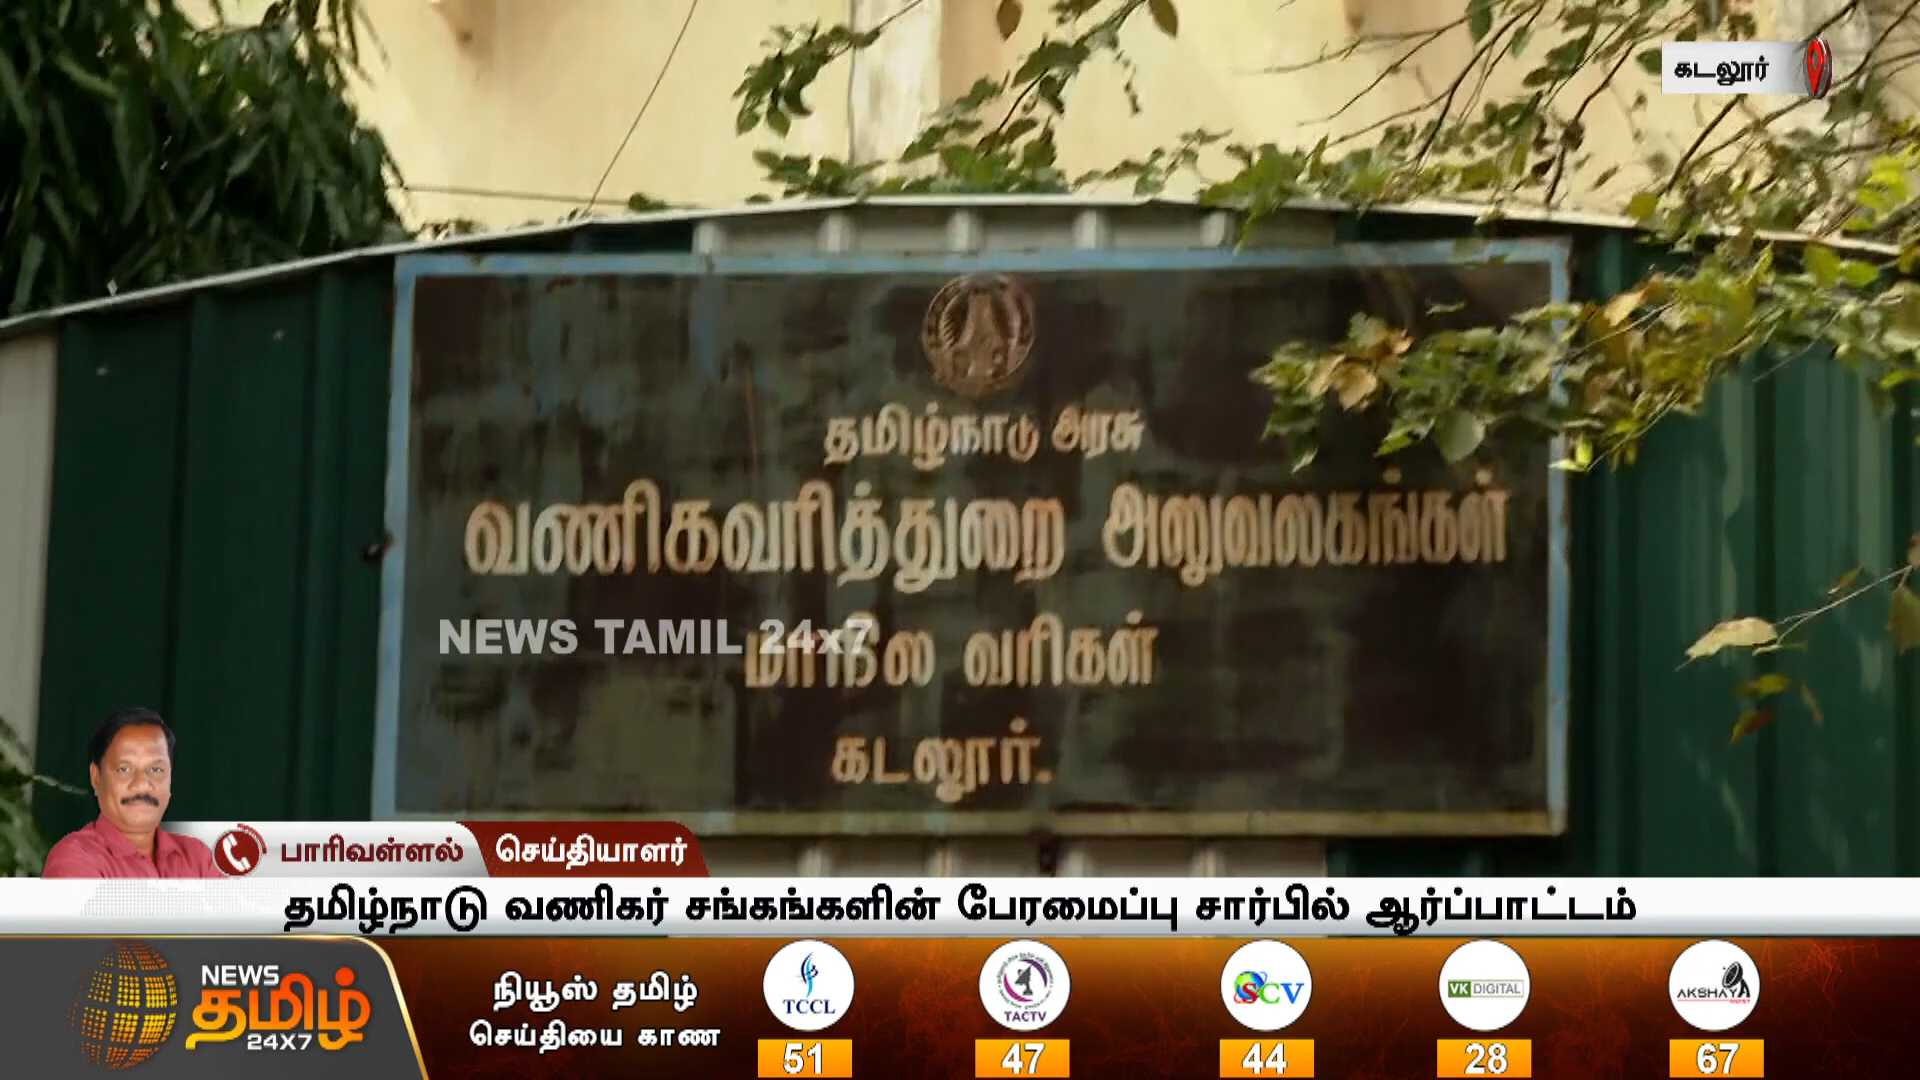 கடலூர்
தமிழ்நாடு அரசு
வணிகவரித்துறை அலுவலகங்கள்
NEWS TAMIL 24x7
மாநில வரிகள்
கடலூர்.
பாரிவள்ளல் செய்தியாளர்
தமிழ்நாடு வணிகர் சங்கங்களின் பேரமைப்பு சார்பில் ஆர்ப்பாட்டம்
NEWS
தமிழ்
24X7
நியூஸ் தமிழ்
செய்தியை காண
TCCL
51
TACTV
47
SCV
44
VK DIGITAL
28
AKSHAYA
67